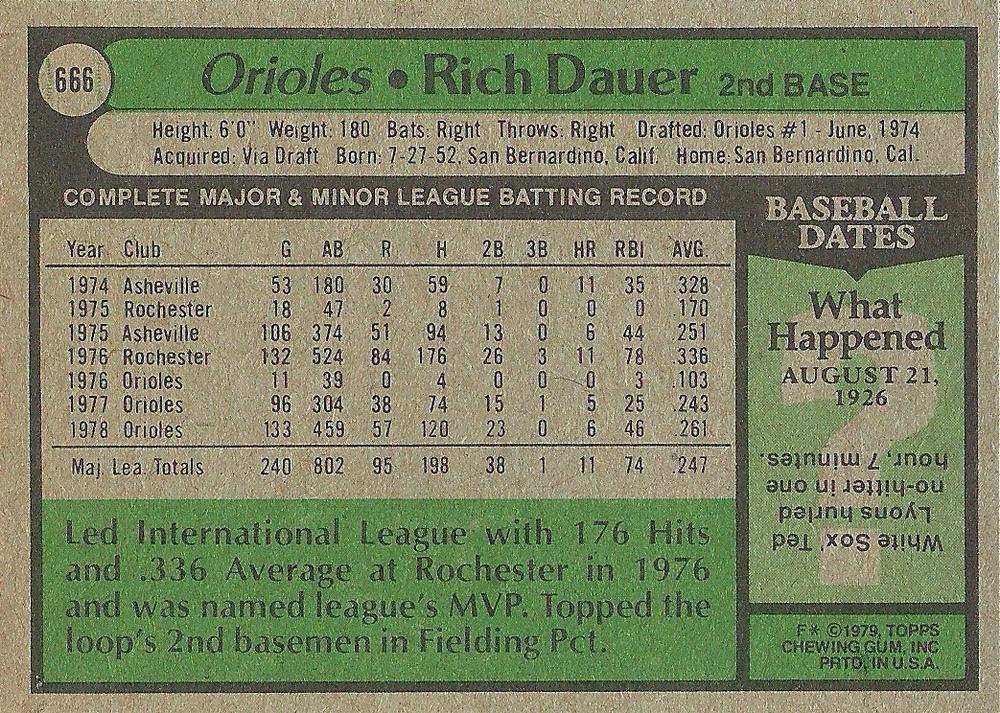 666
Orioles • Rich Dauer 2nd BASE
Height: 6'0" Weight: 180 Bats: Right Throws: Right Drafted: Orioles #1 - June, 1974
Acquired: Via Draft Born: 7-27-52, San Bernardino, Calif. Home: San Bernardino, Cal.
COMPLETE MAJOR & MINOR LEAGUE BATTING RECORD
Year Club G AB R H 2B 3B HR RBI AVG.
1974 Asheville 53 180 30 59 7 0 11 35 .328
1975 Rochester 18 47 2 8 1 0 0 0 .170
1975 Asheville 106 374 51 94 13 0 6 44 .251
1976 Rochester 132 524 84 176 26 3 11 78 .336
1976 Orioles 11 39 0 4 0 0 0 3 .103
1977 Orioles 96 304 38 74 15 1 5 25 .243
1978 Orioles 133 459 57 120 23 0 6 46 .261
Maj. Lea. Totals 240 802 95 198 38 1 11 74 .247
Led International League with 176 Hits
and .336 Average at Rochester in 1976
and was named league's MVP. Topped the
loop's 2nd basemen in Fielding Pct.
BASEBALL
DATES
What
Happened
AUGUST 21,
1926
White Sox' Ted
Lyons hurled
no-hitter in one
hour, 7 minutes.
F* ©1979, TOPPS
CHEWING GUM, INC
PRTD, IN U.S.A.